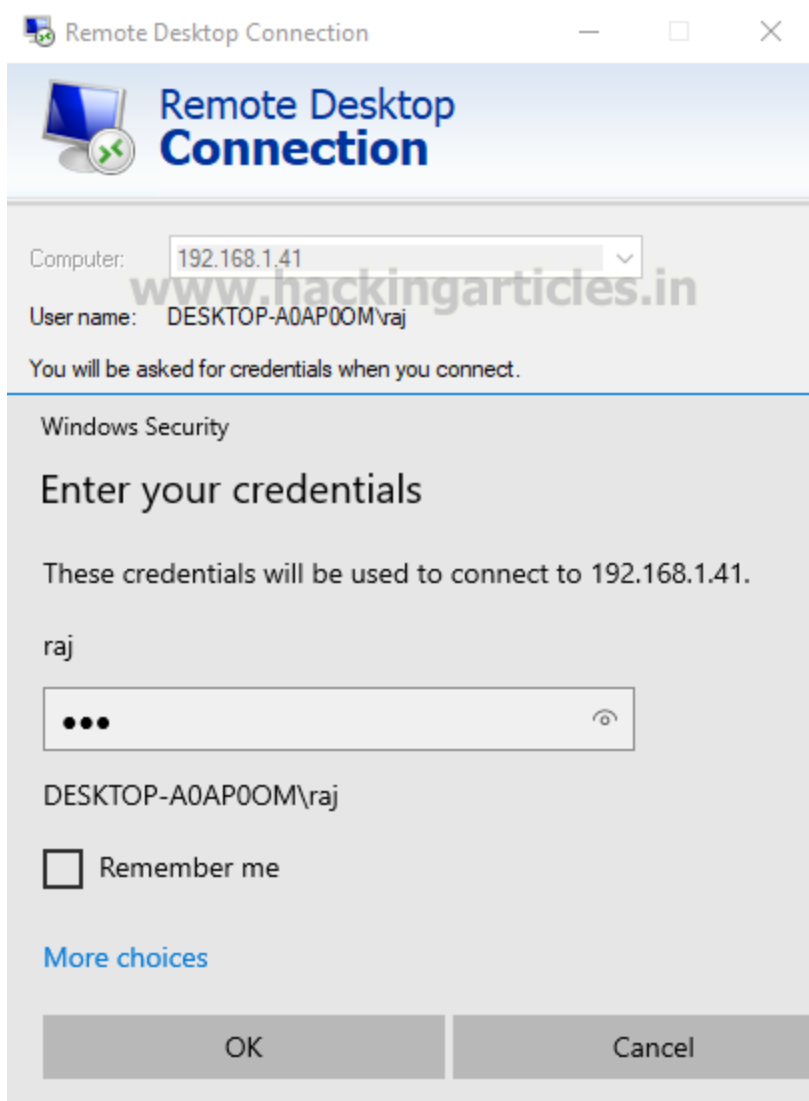 Remote Desktop Connection
Remote Desktop
Connection
Computer: 192.168.1.41
www.hackingarticles.in
User name: DESKTOP-A0AP0OM\raj
You will be asked for credentials when you connect.
Windows Security
Enter your credentials
These credentials will be used to connect to 192.168.1.41.
raj
●●●
DESKTOP-A0AP0OM\raj
Remember me
More choices
OK Cancel